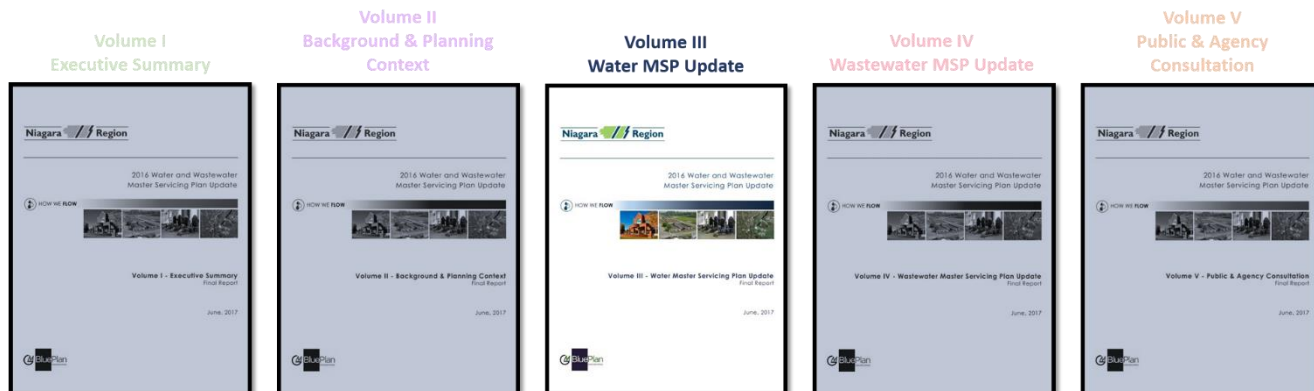 Volume I
Executive Summary
Volume II
Background & Planning
Context
Volume III
Water MSP Update
Volume IV
Wastewater MSP Update
Volume V
Public & Agency
Consultation
Niagara Region
2016 Water and Wastewater
Master Servicing Plan Update
HOW WE FLOW
Volume I - Executive Summary
Final Report
June, 2017
BluePlan
Niagara Region
2016 Water and Wastewater
Master Servicing Plan Update
HOW WE FLOW
Volume II - Background & Planning Context
Final Report
June, 2017
BluePlan
Niagara Region
2016 Water and Wastewater
Master Servicing Plan Update
HOW WE FLOW
Volume III - Water Master Servicing Plan Update
Final Report
June, 2017
BluePlan
Niagara Region
2016 Water and Wastewater
Master Servicing Plan Update
HOW WE FLOW
Volume IV - Wastewater Master Servicing Plan Update
Final Report
June, 2017
BluePlan
Niagara Region
2016 Water and Wastewater
Master Servicing Plan Update
HOW WE FLOW
Volume V - Public & Agency Consultation
Final Report
June, 2017
BluePlan